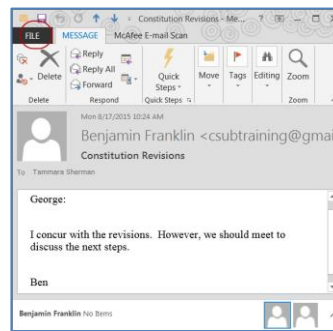 Constitution Revisions - Me... ?
FILE MESSAGE McAfee E-mail Scan
Delete
Reply
Reply All
Forward
Quick Steps
Move
Tags
Editing
Zoom
Delete Respond Quick Steps Zoom
Mon 8/17/2015 10:24 AM
Benjamin Franklin <csubtraining@gmai
Constitution Revisions
To Tammara Sherman
George:
I concur with the revisions. However, we should meet to
discuss the next steps.
Ben
Benjamin Franklin No Items